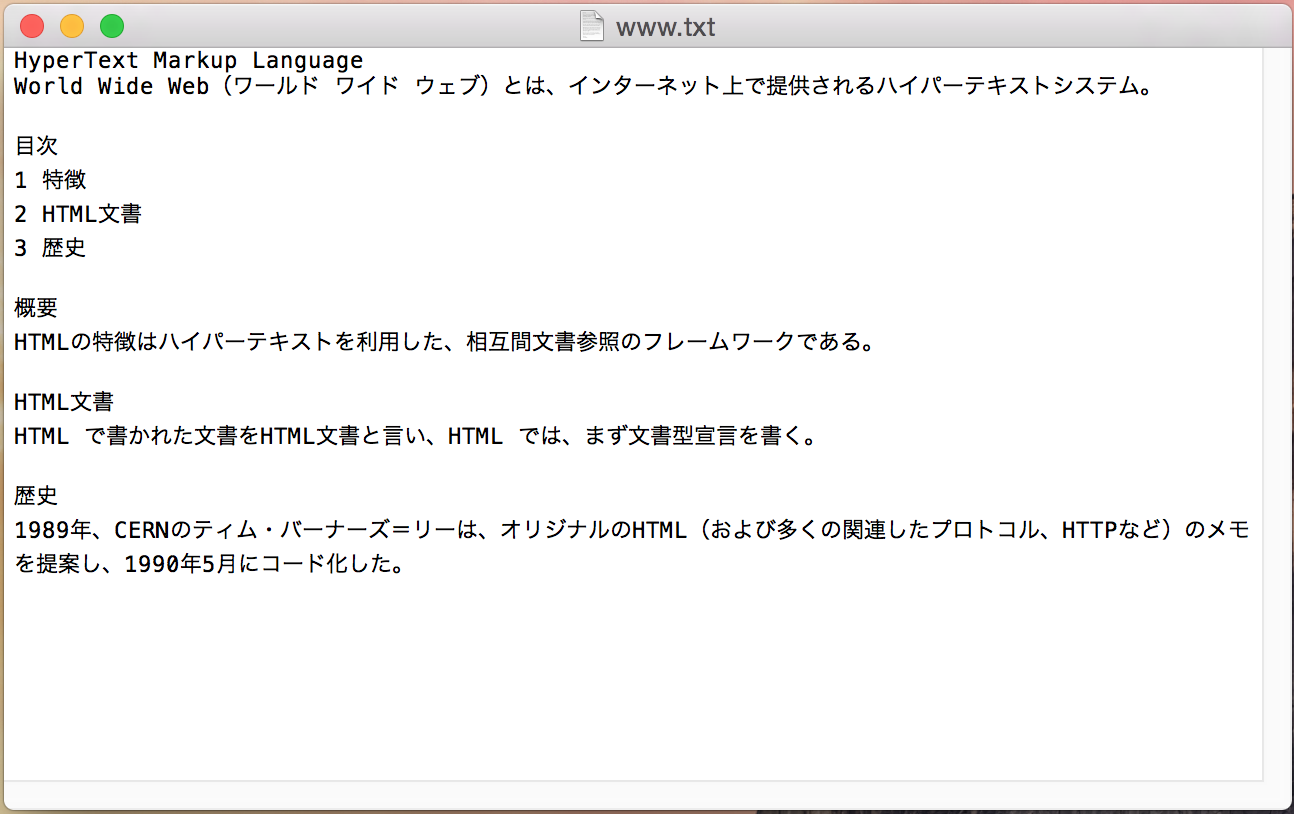 www.txt
HyperText Markup Language
World Wide Web（ワールド ワイド ウェブ）とは、インターネット上で提供されるハイパーテキストシステム。
目次
1 特徴
2 HTML文書
3 歴史
概要
HTMLの特徴はハイパーテキストを利用した、相互間文書参照のフレームワークである。
HTML文書
HTML で書かれた文書をHTML文書と言い、HTML では、まず文書型宣言を書く。
歴史
1989年、CERNのティム・バーナーズ＝リーは、オリジナルのHTML（および多くの関連したプロトコル、HTTPなど）のメモ
を提案し、1990年5月にコード化した。